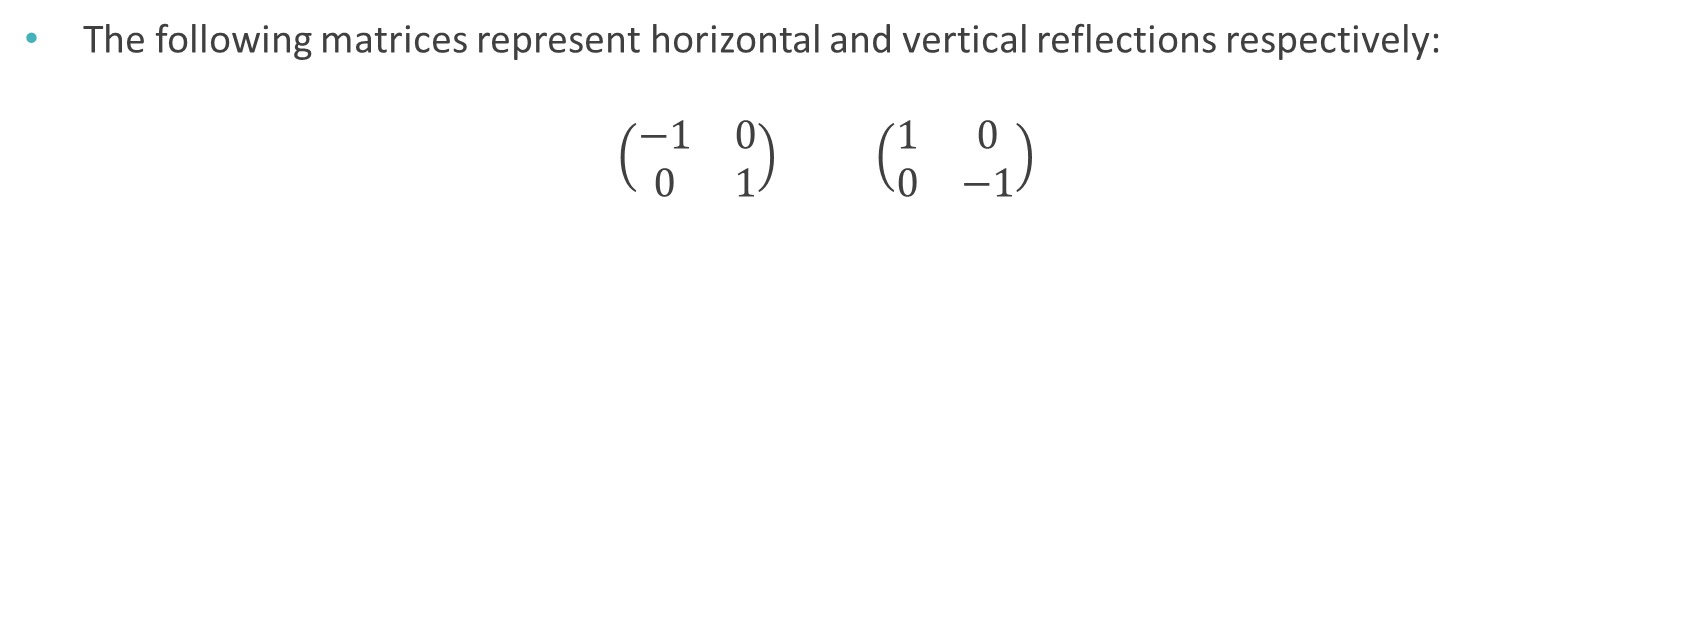 • The following matrices represent horizontal and vertical reflections respectively:
(−1 0) (1 0)
(0 1) (0 −1)